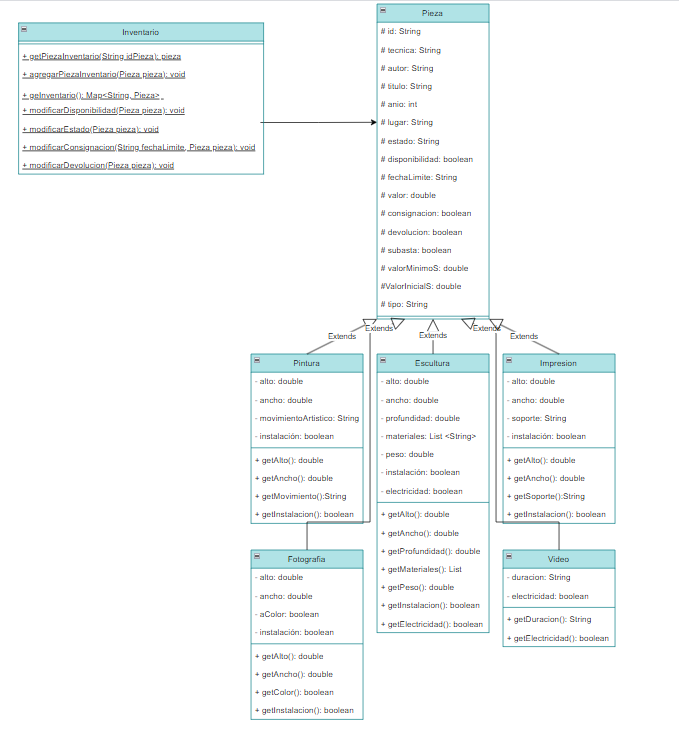 Inventario
+ getPiezaInventario(String idPieza): pieza
+ agregarPiezaInventario(Pieza pieza): void
+ geInventario(): Map<String, Pieza>
+ modificarDisponibilidad(Pieza pieza): void
+ modificarEstado(Pieza pieza): void
+ modificarConsignacion(String fechaLimite, Pieza pieza): void
+ modificarDevolucion(Pieza pieza): void
Pieza
# id: String
# tecnica: String
# autor: String
# titulo: String
# anio: int
# lugar: String
# estado: String
# disponibilidad: boolean
# fechaLimite: String
# valor: double
# consignacion: boolean
# devolucion: boolean
# subasta: boolean
# valorMinimoS: double
#ValorInicialS: double
# tipo: String
Extends
Extends
Extends
Extends
Extends
Pintura
- alto: double
- ancho: double
- movimientoArtistico: String
- instalación: boolean
+ getAlto(): double
+ getAncho(): double
+ getMovimiento():String
+ getInstalacion(): boolean
Escultura
- alto: double
- ancho: double
- profundidad: double
- materiales: List <String>
- peso: double
- instalación: boolean
- electricidad: boolean
+ getAlto(): double
+ getAncho(): double
+ getProfundidad(): double
+ getMateriales(): List
+ getPeso(): double
+ getInstalacion(): boolean
+ getElectricidad(): boolean
Impresion
- alto: double
- ancho: double
- soporte: String
- instalación: boolean
+ getAlto(): double
+ getAncho(): double
+ getSoporte():String
+ getInstalacion(): boolean
Fotografia
- alto: double
- ancho: double
- aColor: boolean
- instalación: boolean
+ getAlto(): double
+ getAncho(): double
+ getColor(): boolean
+ getInstalacion(): boolean
Video
- duracion: String
- electricidad: boolean
+ getDuracion(): String
+ getElectricidad(): boolean